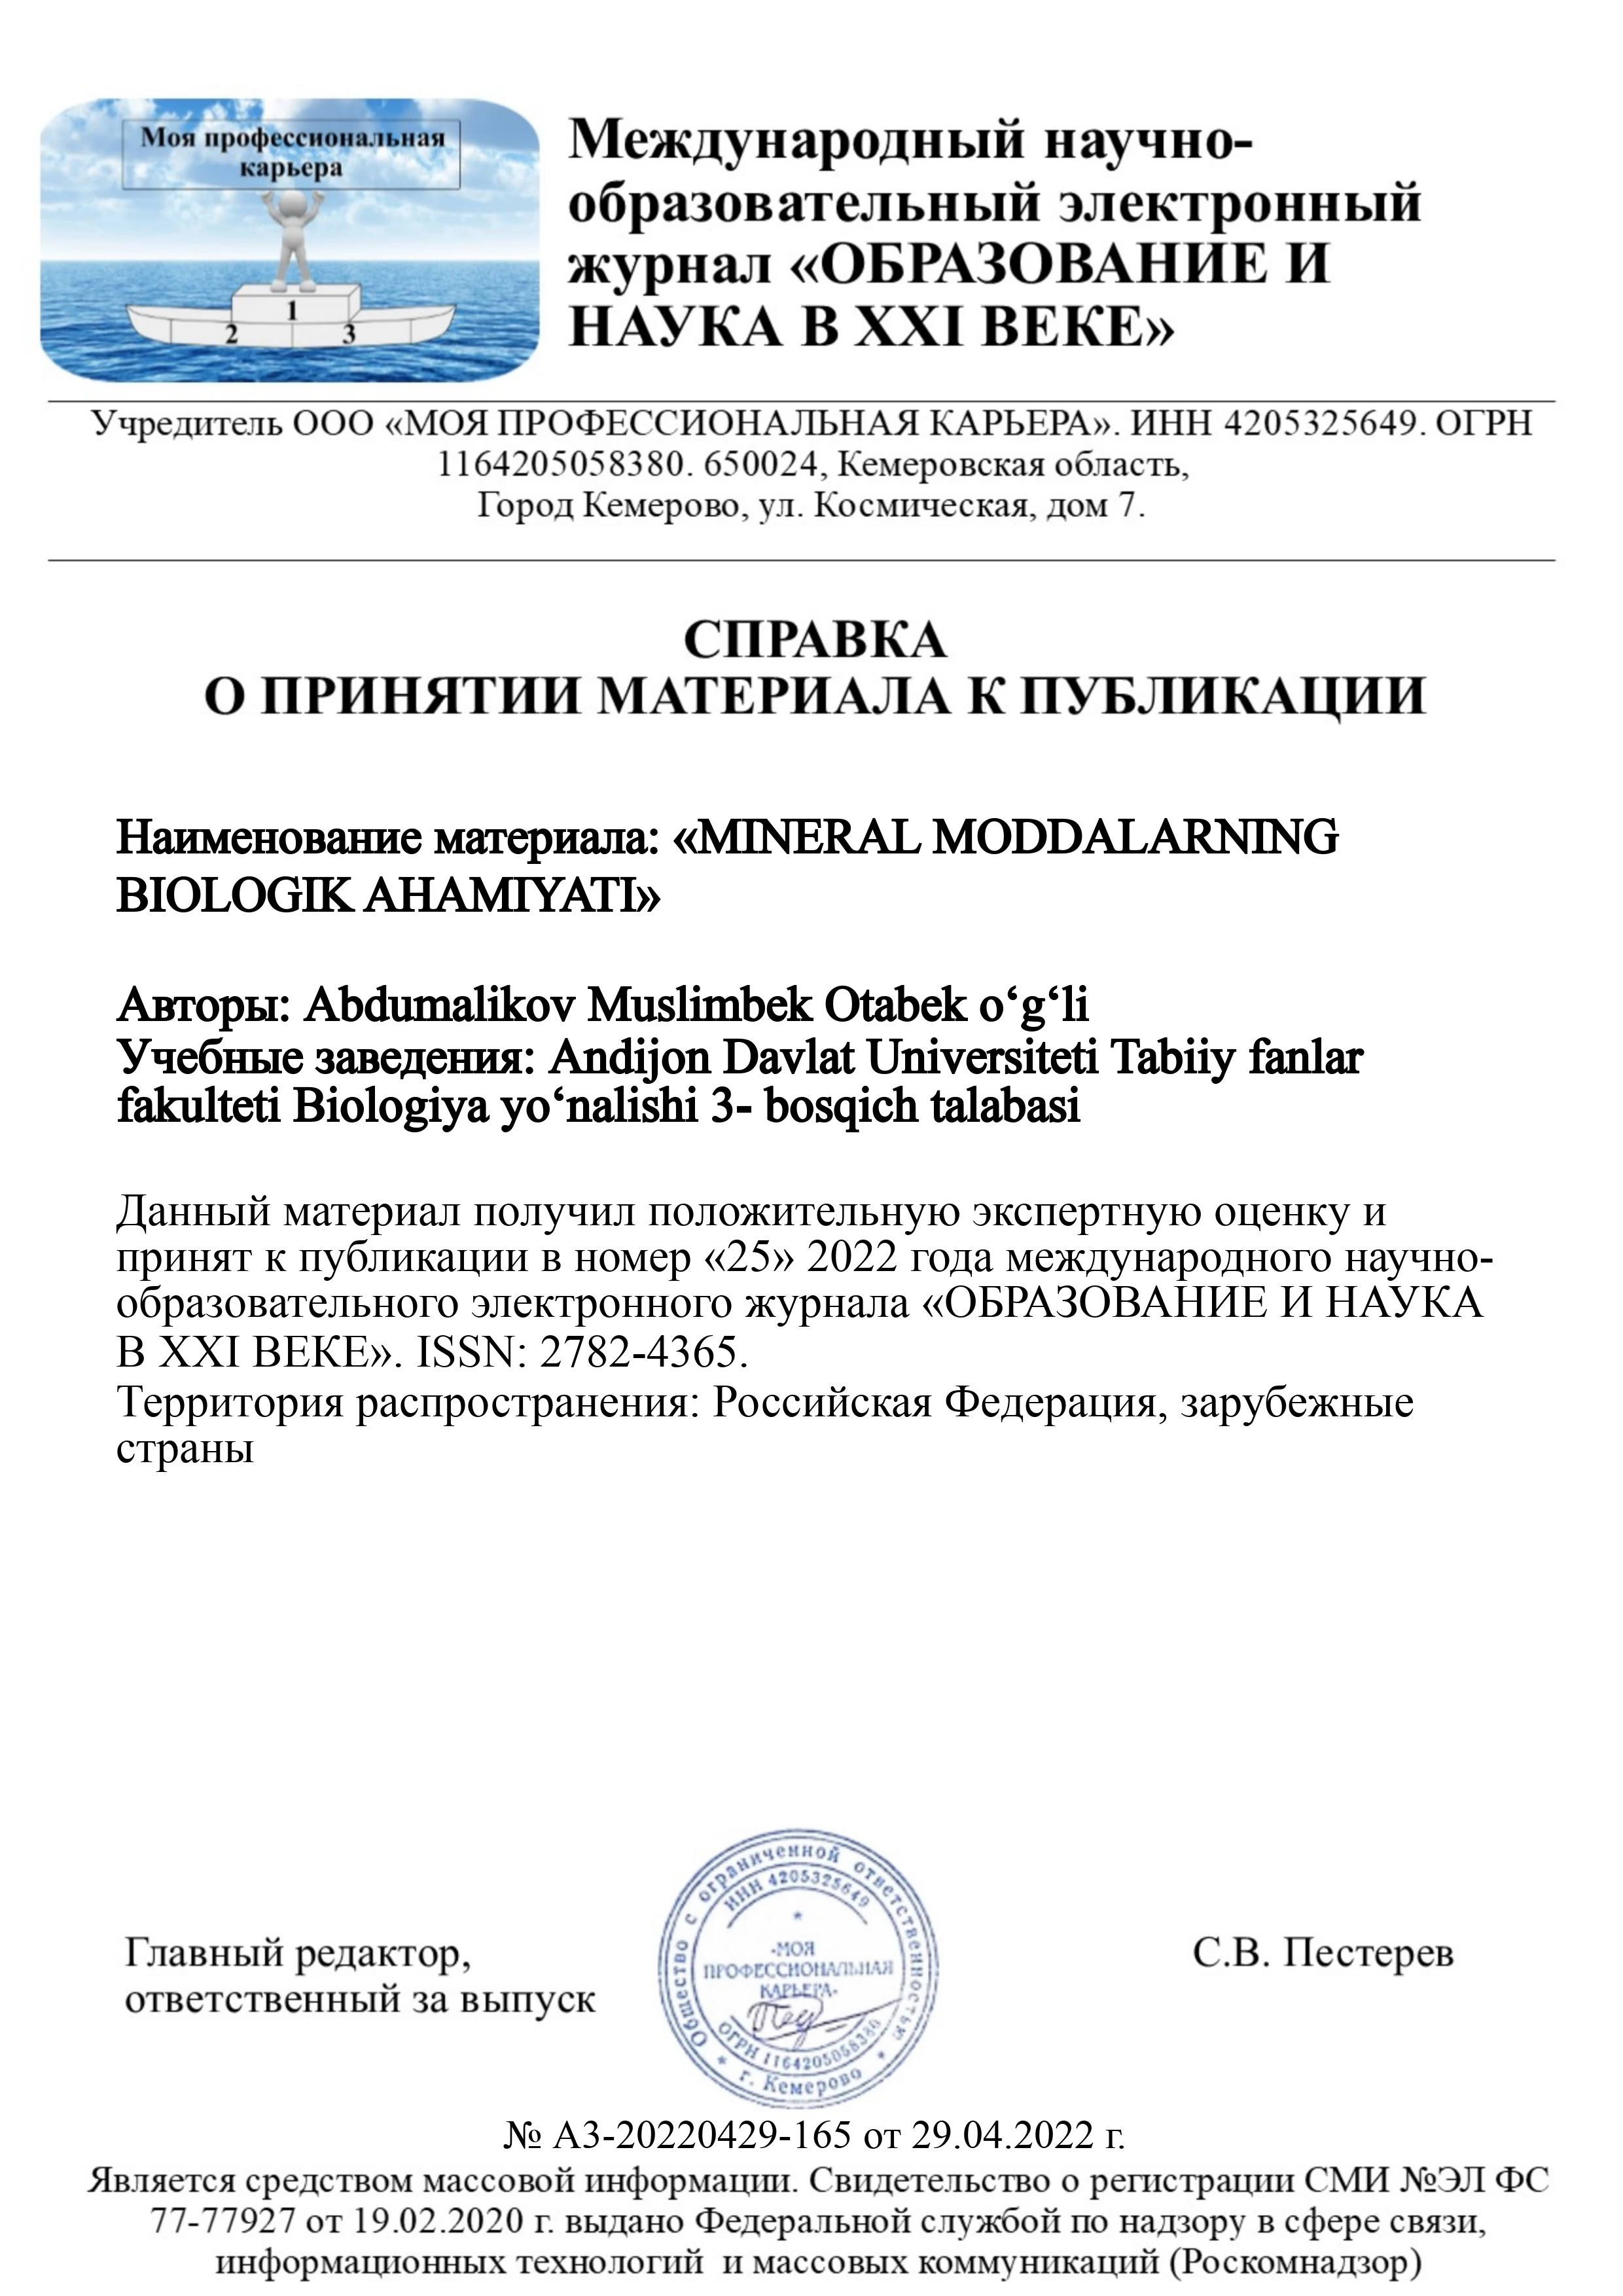 Моя профессиональная
карьера
1
2
3
Международный научно-
образовательный электронный
журнал «ОБРАЗОВАНИЕ И
НАУКА В XXI ВЕКЕ»
Учредитель ООО «МОЯ ПРОФЕССИОНАЛЬНАЯ КАРЬЕРА». ИНН 4205325649. ОГРН
1164205058380. 650024, Кемеровская область,
Город Кемерово, ул. Космическая, дом 7.
СПРАВКА
О ПРИНЯТИИ МАТЕРИАЛА К ПУБЛИКАЦИИ
Наименование материала: «MINERAL MODDALARNING
BIOLOGIK AHAMIYATI»
Авторы: Abdumalikov Muslimbek Otabek o‘g‘li
Учебные заведения: Andijon Davlat Universiteti Tabiiy fanlar
fakulteti Biologiya yo‘nalishi 3- bosqich talabasi
Данный материал получил положительную экспертную оценку и
принят к публикации в номер «25» 2022 года международного научно-
образовательного электронного журнала «ОБРАЗОВАНИЕ И НАУКА
В XXI ВЕКЕ». ISSN: 2782-4365.
Территория распространения: Российская Федерация, зарубежные
страны
Главный редактор,
ответственный за выпуск
Общество с ограниченной ответственностью
ИНН 4205325649
«МОЯ
ПРОФЕССИОНАЛЬНАЯ
КАРЬЕРА»
ОГРН 1164205058380
* г. Кемерово *
С.В. Пестерев
№ А3-20220429-165 от 29.04.2022 г.
Является средством массовой информации. Свидетельство о регистрации СМИ №ЭЛ ФС
77-77927 от 19.02.2020 г. выдано Федеральной службой по надзору в сфере связи,
информационных технологий  и массовых коммуникаций (Роскомнадзор)